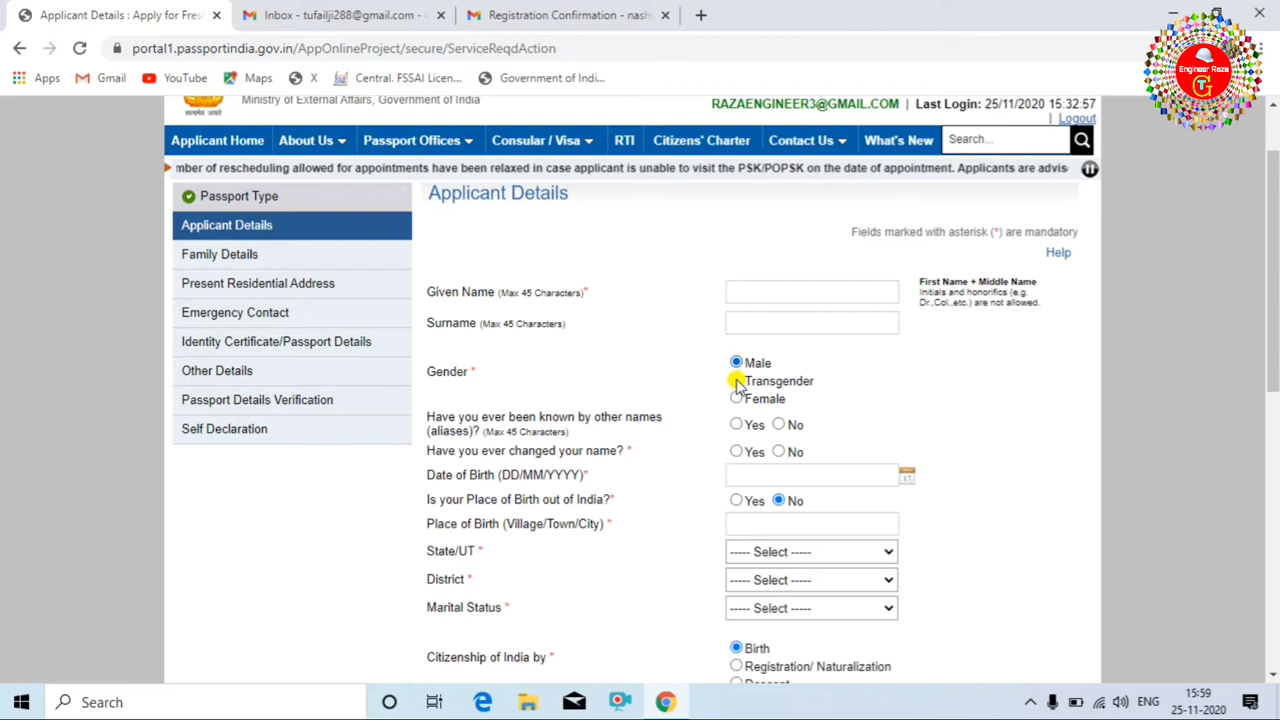 Applicant Details : Apply for Fres
Inbox - tufailji288@gmail.com - G
Registration Confirmation - nash
portal1.passportindia.gov.in/AppOnlineProject/secure/ServiceReqdAction
Apps Gmail YouTube Maps X Central. FSSAI Licen... Government of Indi...
Engineer Raza
सत्यमेव जयते
Ministry of External Affairs, Government of India
RAZAENGINEER3@GMAIL.COM | Last Login: 25/11/2020 15:32:57
| Logout
Applicant Home About Us Passport Offices Consular / Visa RTI Citizens' Charter Contact Us What's New Search...
mber of rescheduling allowed for appointments have been relaxed in case applicant is unable to visit the PSK/POPSK on the date of appointment. Applicants are advis
Passport Type
Applicant Details
Family Details
Present Residential Address
Emergency Contact
Identity Certificate/Passport Details
Other Details
Passport Details Verification
Self Declaration
Applicant Details
Fields marked with asterisk (*) are mandatory
Help
Given Name (Max 45 Characters)*
First Name + Middle Name
Initials and honorifics (e.g.
Dr.,Col.,etc.) are not allowed.
Surname (Max 45 Characters)
Gender *
Male
Transgender
Female
Have you ever been known by other names
(aliases)? (Max 45 Characters)
Yes No
Have you ever changed your name? *
Yes No
Date of Birth (DD/MM/YYYY)*
17
Is your Place of Birth out of India?*
Yes No
Place of Birth (Village/Town/City) *
State/UT *
----- Select -----
District *
----- Select -----
Marital Status *
----- Select -----
Citizenship of India by *
Birth
Registration/ Naturalization
Search
ENG
15:59
25-11-2020